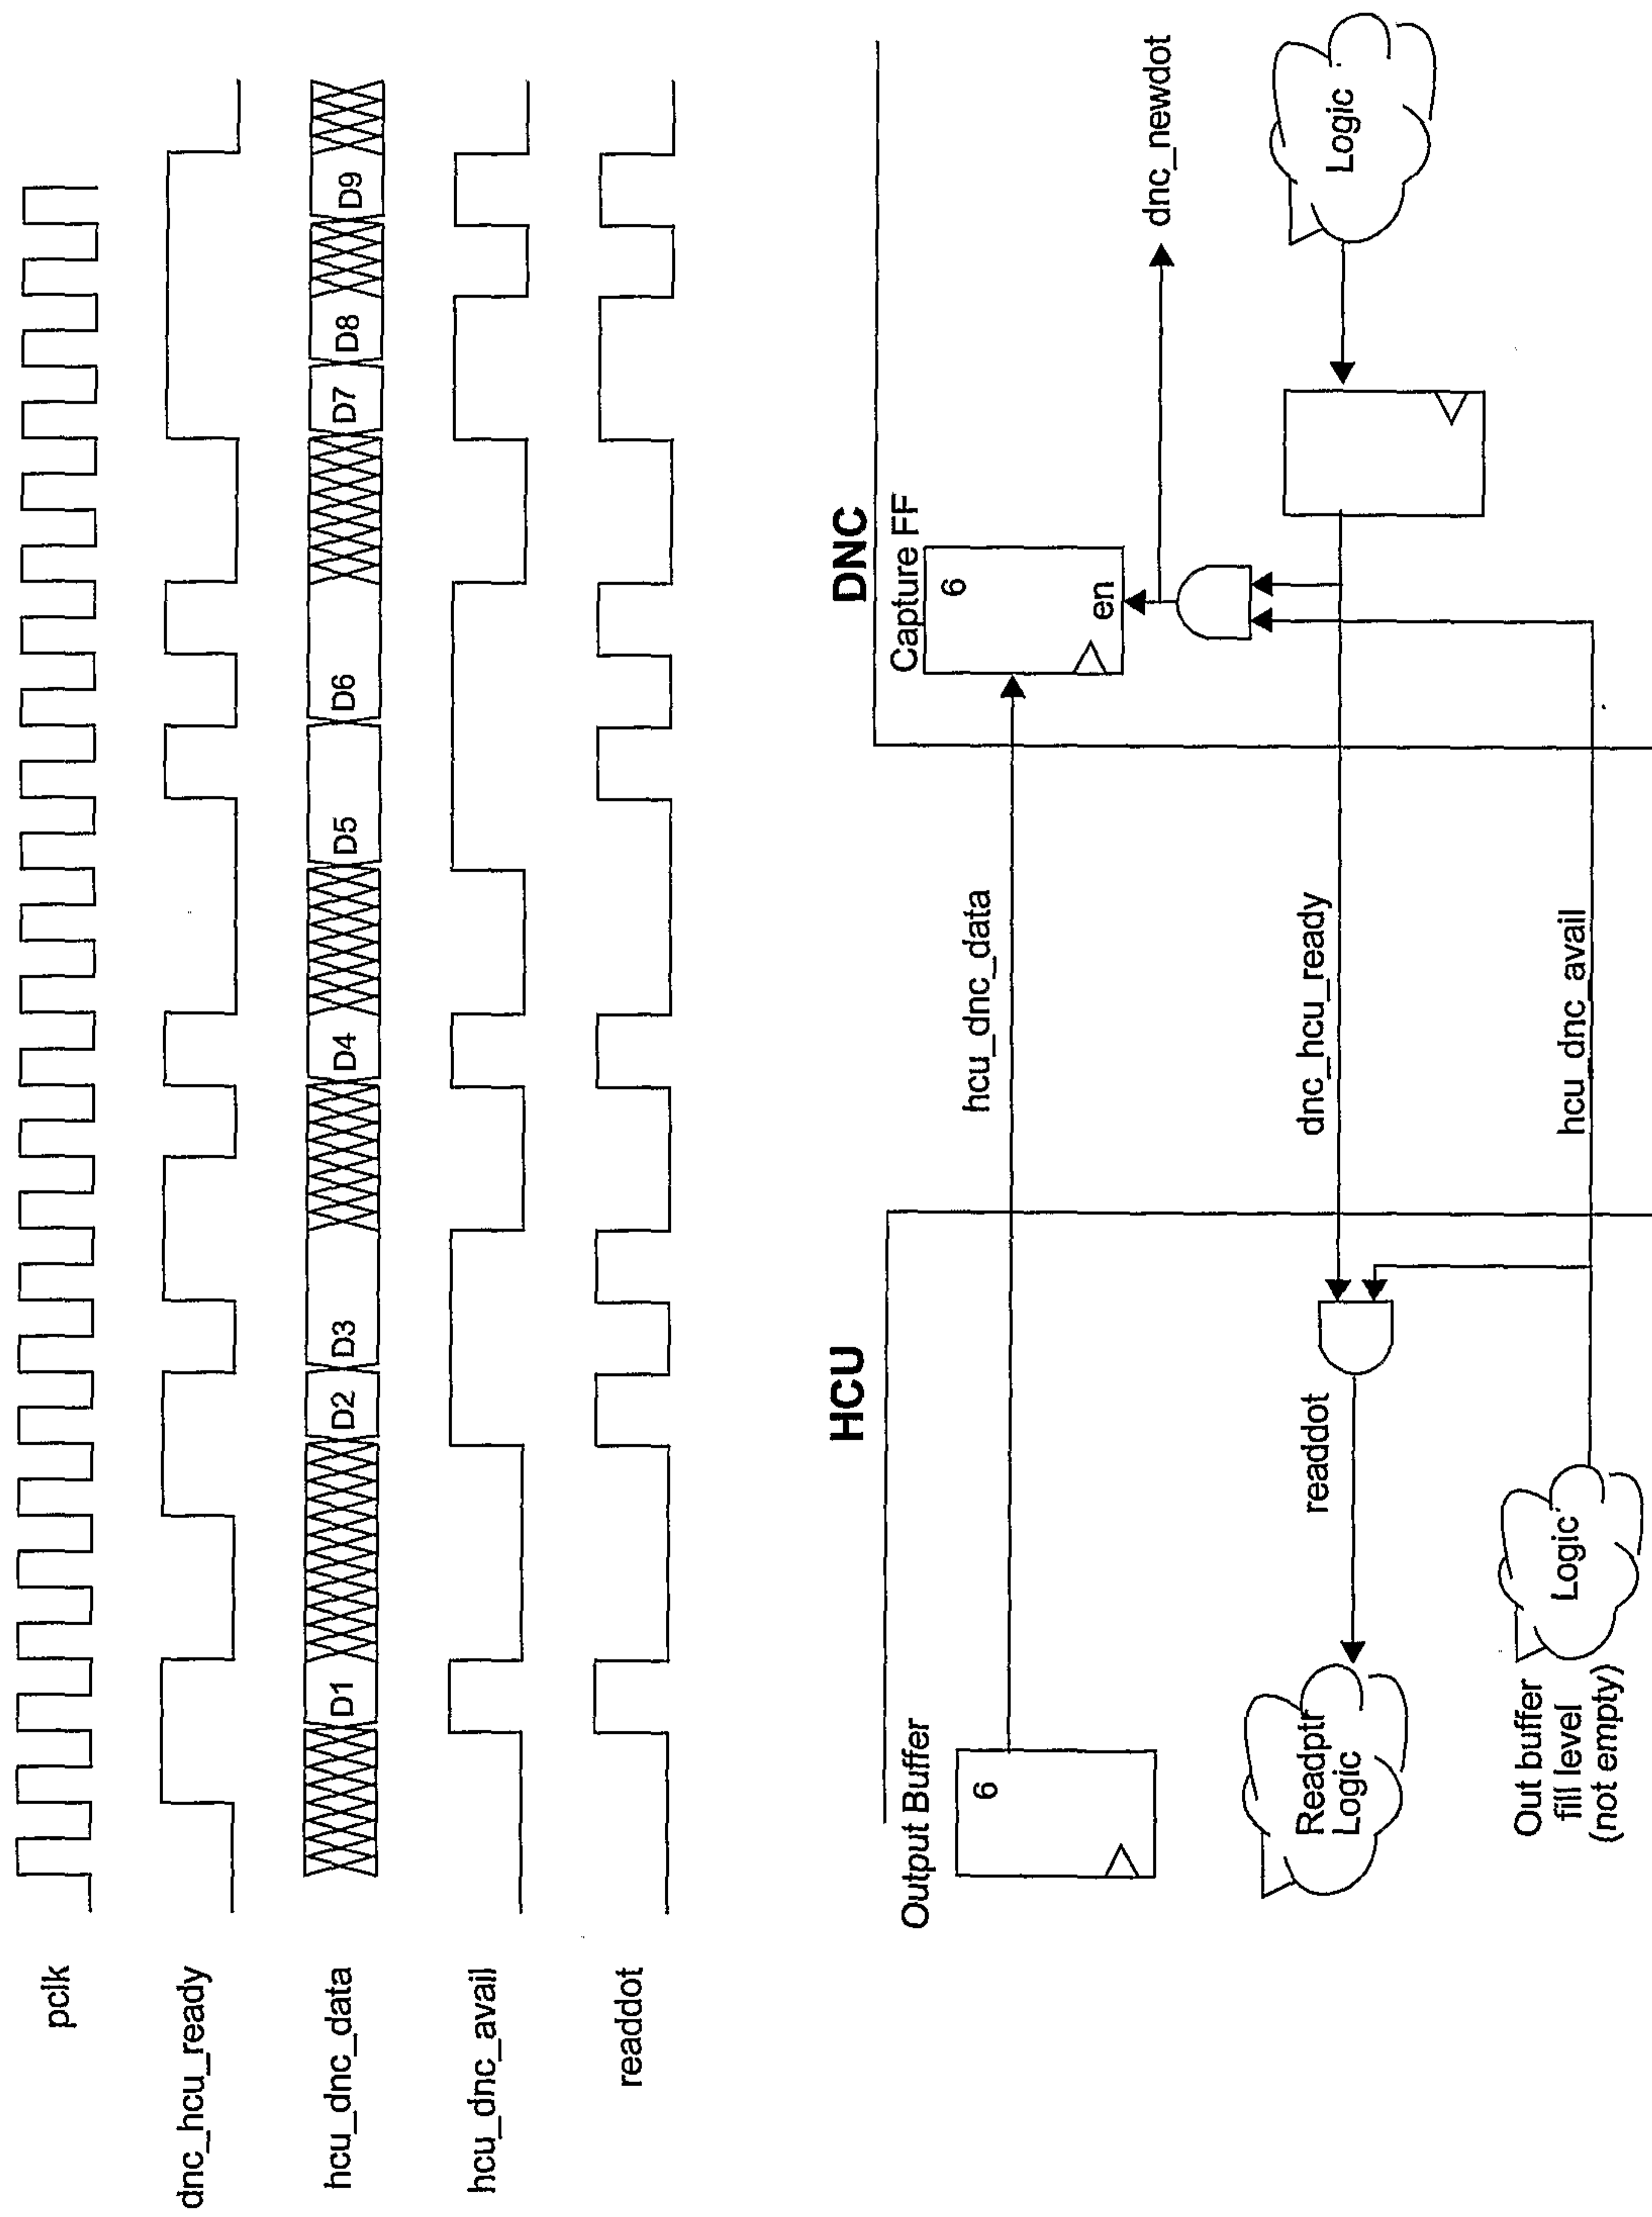 pclk
dnc_hcu_ready
hcu_dnc_data
D1 D2 D3 D4 D5 D6 D7 D8 D9
hcu_dnc_avail
readdot
HCU
DNC
Output Buffer
6
hcu_dnc_data
Capture FF
6
en
dnc_newdot
Readptr
Logic
readdot
dnc_hcu_ready
Logic
Out buffer
fill level
(not empty)
Logic
hcu_dnc_avail